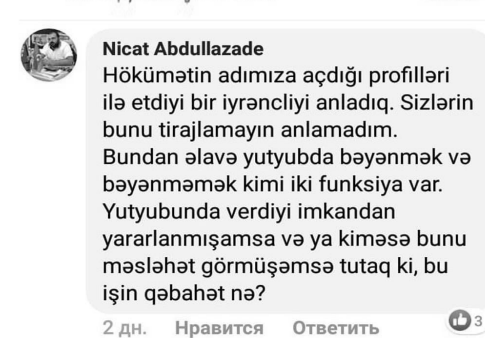 Nicat Abdullazade
Hökümətin adımıza açdığı profilləri
ilə etdiyi bir iyrəncliyi anladıq. Sizlərin
bunu tirajlamayın anlamadım.
Bundan əlavə yutyubda bəyənmək və
bəyənməmək kimi iki funksiya var.
Yutyubunda verdiyi imkandan
yararlanmışamsa və ya kiməsə bunu
məsləhət görmüşəmsə tutaq ki, bu
işin qəbahət nə?
2 дн. Нравится Ответить 3